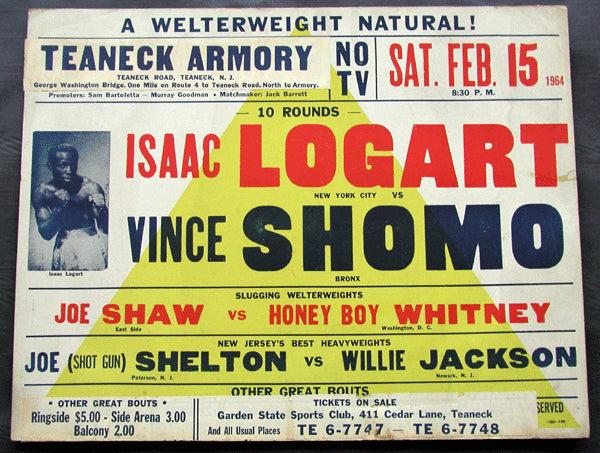 A WELTERWEIGHT NATURAL!
TEANECK ARMORY
TEANECK ROAD, TEANECK, N. J.
George Washington Bridge. One Mile on Route 4 to Teaneck Road. North to Armory.
Promoters: Sam Bartoletta — Murray Goodman • Matchmaker: Jack Barrett
NO
TV
SAT. FEB. 15 1964
8:30 P. M.
— 10 ROUNDS —
ISAAC LOGART
NEW YORK CITY VS
VINCE SHOMO
BRONX
Isaac Logart
SLUGGING WELTERWEIGHTS
JOE SHAW VS HONEY BOY WHITNEY
East Side Washington, D. C.
NEW JERSEY'S BEST HEAVYWEIGHTS
JOE (SHOT GUN) SHELTON VS WILLIE JACKSON
Paterson, N. J. Newark, N. J.
OTHER GREAT BOUTS
• OTHER GREAT BOUTS •
Ringside $5.00 - Side Arena 3.00
Balcony 2.00
TICKETS ON SALE
Garden State Sports Club, 411 Cedar Lane, Teaneck
And All Usual Places TE 6-7747 — TE 6-7748
SERVED